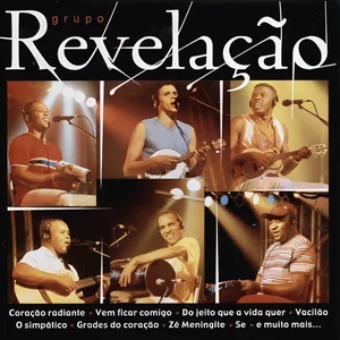 grupo
Revelação
Coração radiante • Vem ficar comigo • Do jeito que a vida quer • Vacilão
O simpático • Grades do coração • Zé Meningite • Se • e muito mais...